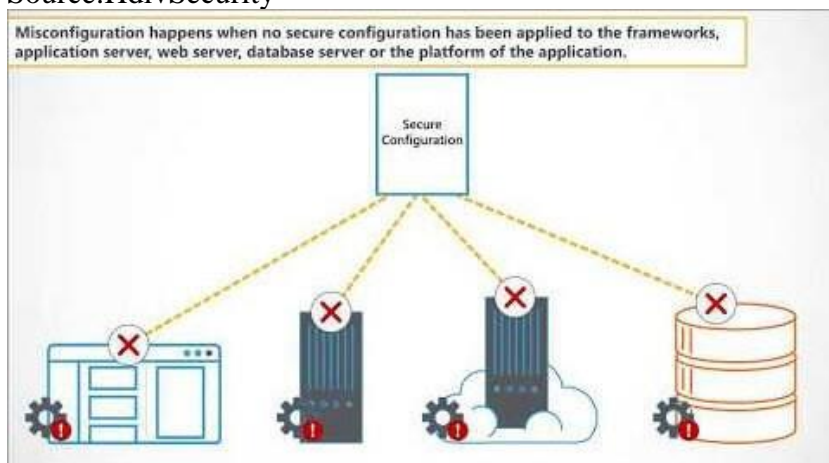 Source:HdivSecurity
Misconfiguration happens when no secure configuration has been applied to the frameworks,
application server, web server, database server or the platform of the application.
Secure
Configuration